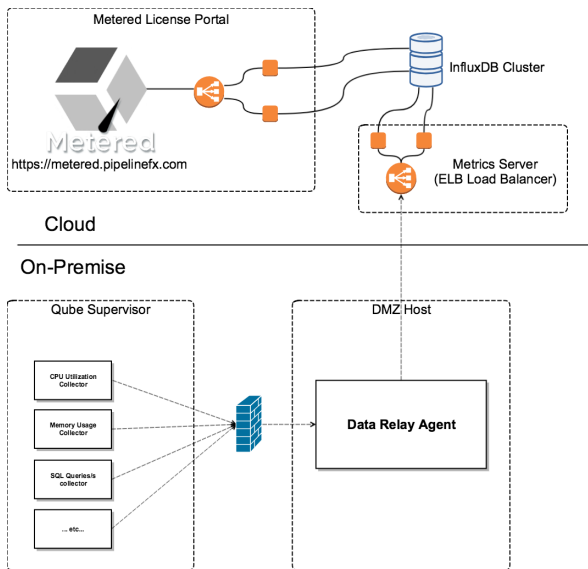 Metered License Portal
InfluxDB Cluster
Metered
https://metered.pipelinefx.com
Metrics Server
(ELB Load Balancer)
Cloud
On-Premise
Qube Supervisor
DMZ Host
CPU Utilization
Collector
Memory Usage
Collector
Data Relay Agent
SQL Queries/s
collector
... etc...